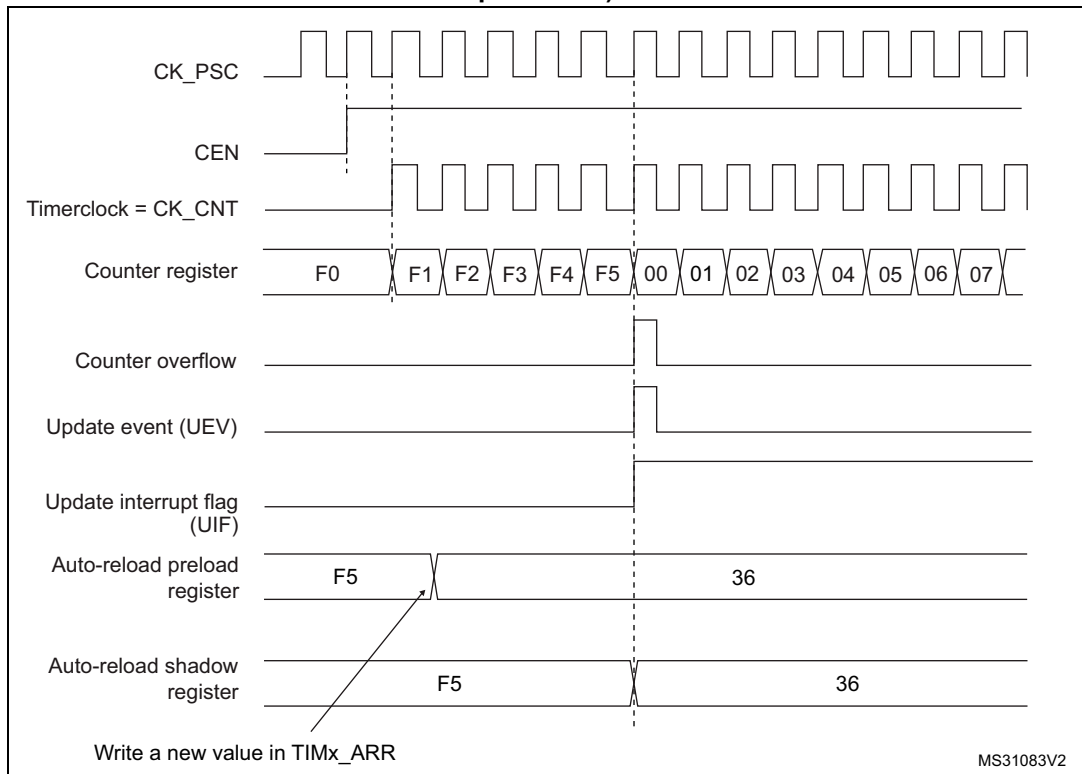 CK_PSC
CEN
Timerclock = CK_CNT
Counter register F0 F1 F2 F3 F4 F5 00 01 02 03 04 05 06 07
Counter overflow
Update event (UEV)
Update interrupt flag
(UIF)
Auto-reload preload
register
F5 36
Auto-reload shadow
register
F5 36
Write a new value in TIMx_ARR
MS31083V2